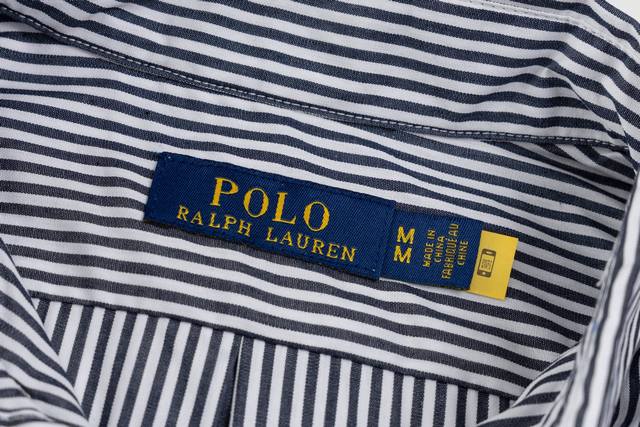 POLO
RALPH LAUREN
M
M
MADE IN
CHINA
FABRIQUÉ AU
CHINE